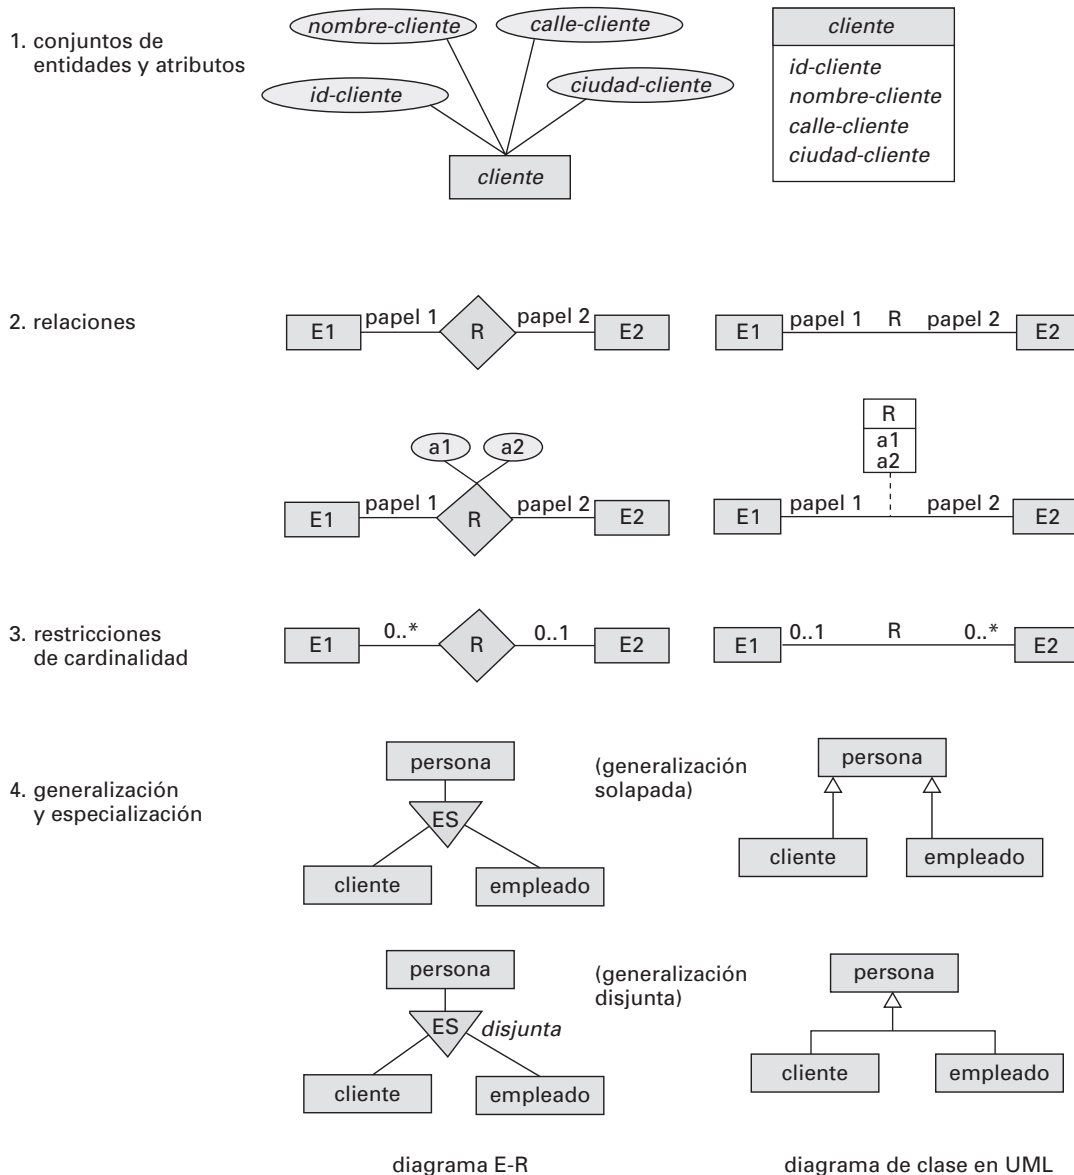 1. conjuntos de
entidades y atributos
nombre-cliente
calle-cliente
id-cliente
ciudad-cliente
cliente
cliente
id-cliente
nombre-cliente
calle-cliente
ciudad-cliente
2. relaciones
E1 papel 1 R papel 2 E2
E1 papel 1 R papel 2 E2
a1 a2
E1 papel 1 R papel 2 E2
R
a1
a2
E1 papel 1 papel 2 E2
3. restricciones
de cardinalidad
E1 0..* R 0..1 E2
E1 0..1 R 0..* E2
4. generalización
y especialización
persona
ES
cliente empleado
(generalización
solapada)
persona
cliente empleado
persona
ES disjunta
cliente empleado
(generalización
disjunta)
persona
cliente empleado
diagrama E-R
diagrama de clase en UML